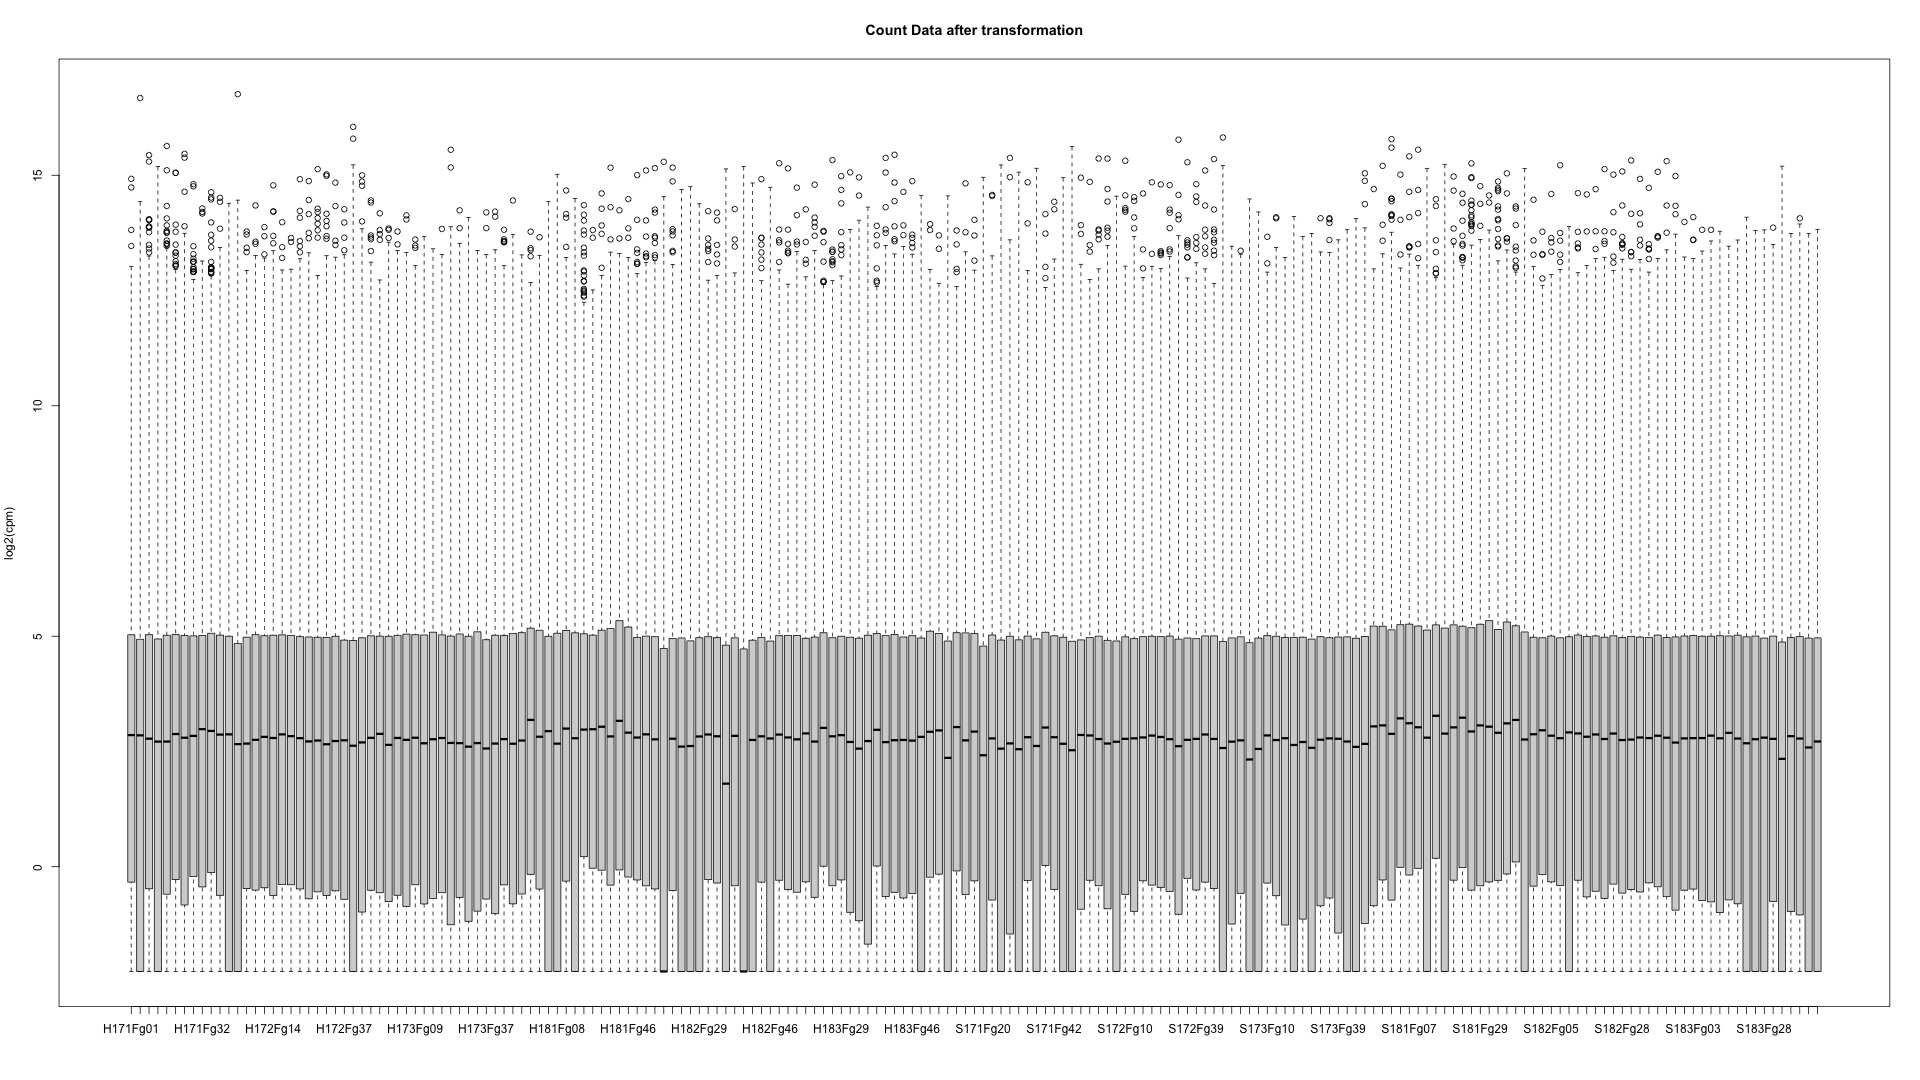 Count Data after transformation
log2(cpm)
15
10
5
0
H171Fg01 H171Fg32 H172Fg14 H172Fg37 H173Fg09 H173Fg37 H181Fg08 H181Fg46 H182Fg29 H182Fg46 H183Fg29 H183Fg46 S171Fg20 S171Fg42 S172Fg10 S172Fg39 S173Fg10 S173Fg39 S181Fg07 S181Fg29 S182Fg05 S182Fg28 S183Fg03 S183Fg28